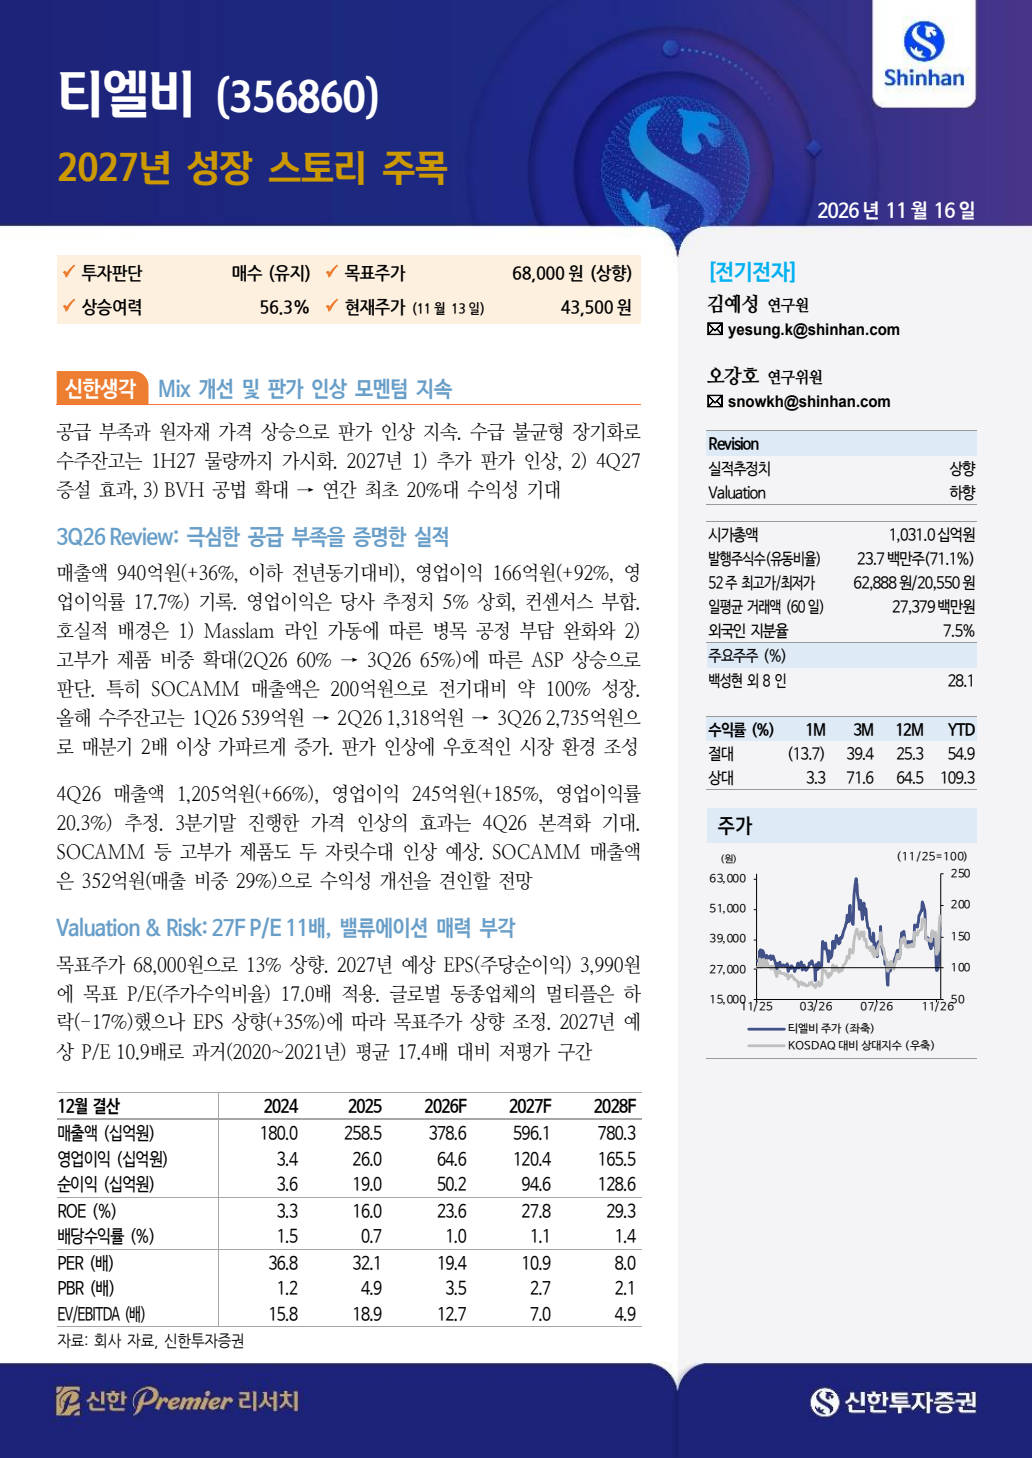 티엘비 (356860)
2027년 성장 스토리 주목
Shinhan
2026년 11월 16일
✓ 투자판단 매수 (유지) ✓ 목표주가 68,000원 (상향)
✓ 상승여력 56.3% ✓ 현재주가 (11월 13일) 43,500원
신한생각 Mix 개선 및 판가 인상 모멘텀 지속
공급 부족과 원자재 가격 상승으로 판가 인상 지속. 수급 불균형 장기화로
수주잔고는 1H27 물량까지 가시화. 2027년 1) 추가 판가 인상, 2) 4Q27
증설 효과, 3) BVH 공법 확대 → 연간 최초 20%대 수익성 기대
3Q26 Review: 극심한 공급 부족을 증명한 실적
매출액 940억원(+36%, 이하 전년동기대비), 영업이익 166억원(+92%, 영
업이익률 17.7%) 기록. 영업이익은 당사 추정치 5% 상회, 컨센서스 부합.
호실적 배경은 1) Masslam 라인 가동에 따른 병목 공정 부담 완화와 2)
고부가 제품 비중 확대(2Q26 60% → 3Q26 65%)에 따른 ASP 상승으로
판단. 특히 SOCAMM 매출액은 200억원으로 전기대비 약 100% 성장.
올해 수주잔고는 1Q26 539억원 → 2Q26 1,318억원 → 3Q26 2,735억원으
로 매분기 2배 이상 가파르게 증가. 판가 인상에 우호적인 시장 환경 조성
4Q26 매출액 1,205억원(+66%), 영업이익 245억원(+185%, 영업이익률
20.3%) 추정. 3분기말 진행한 가격 인상의 효과는 4Q26 본격화 기대.
SOCAMM 등 고부가 제품도 두 자릿수대 인상 예상. SOCAMM 매출액
은 352억원(매출 비중 29%)으로 수익성 개선을 견인할 전망
Valuation & Risk: 27F P/E 11배, 밸류에이션 매력 부각
목표주가 68,000원으로 13% 상향. 2027년 예상 EPS(주당순이익) 3,990원
에 목표 P/E(주가수익비율) 17.0배 적용. 글로벌 동종업체의 멀티플은 하
락(-17%)했으나 EPS 상향(+35%)에 따라 목표주가 상향 조정. 2027년 예
상 P/E 10.9배로 과거(2020~2021년) 평균 17.4배 대비 저평가 구간
12월 결산 2024 2025 2026F 2027F 2028F
매출액 (십억원) 180.0 258.5 378.6 596.1 780.3
영업이익 (십억원) 3.4 26.0 64.6 120.4 165.5
순이익 (십억원) 3.6 19.0 50.2 94.6 128.6
ROE (%) 3.3 16.0 23.6 27.8 29.3
배당수익률 (%) 1.5 0.7 1.0 1.1 1.4
PER (배) 36.8 32.1 19.4 10.9 8.0
PBR (배) 1.2 4.9 3.5 2.7 2.1
EV/EBITDA (배) 15.8 18.9 12.7 7.0 4.9
자료: 회사 자료, 신한투자증권
[전기전자]
김예성 연구원
yesung.k@shinhan.com
오강호 연구위원
snowkh@shinhan.com
Revision
실적추정치 상향
Valuation 하향
시가총액 1,031.0 십억원
발행주식수(유동비율) 23.7 백만주(71.1%)
52주 최고가/최저가 62,888 원/20,550 원
일평균 거래액 (60일) 27,379 백만원
외국인 지분율 7.5%
주요주주 (%)
백성현 외 8 인 28.1
수익률 (%) 1M 3M 12M YTD
절대 (13.7) 39.4 25.3 54.9
상대 3.3 71.6 64.5 109.3
주가
(원) (11/25=100)
63,000 250
51,000 200
39,000 150
27,000 100
15,000 50
11/25 03/26 07/26 11/26
티엘비 주가 (좌축)
KOSDAQ 대비 상대지수 (우축)
신한 Premier 리서치
신한투자증권